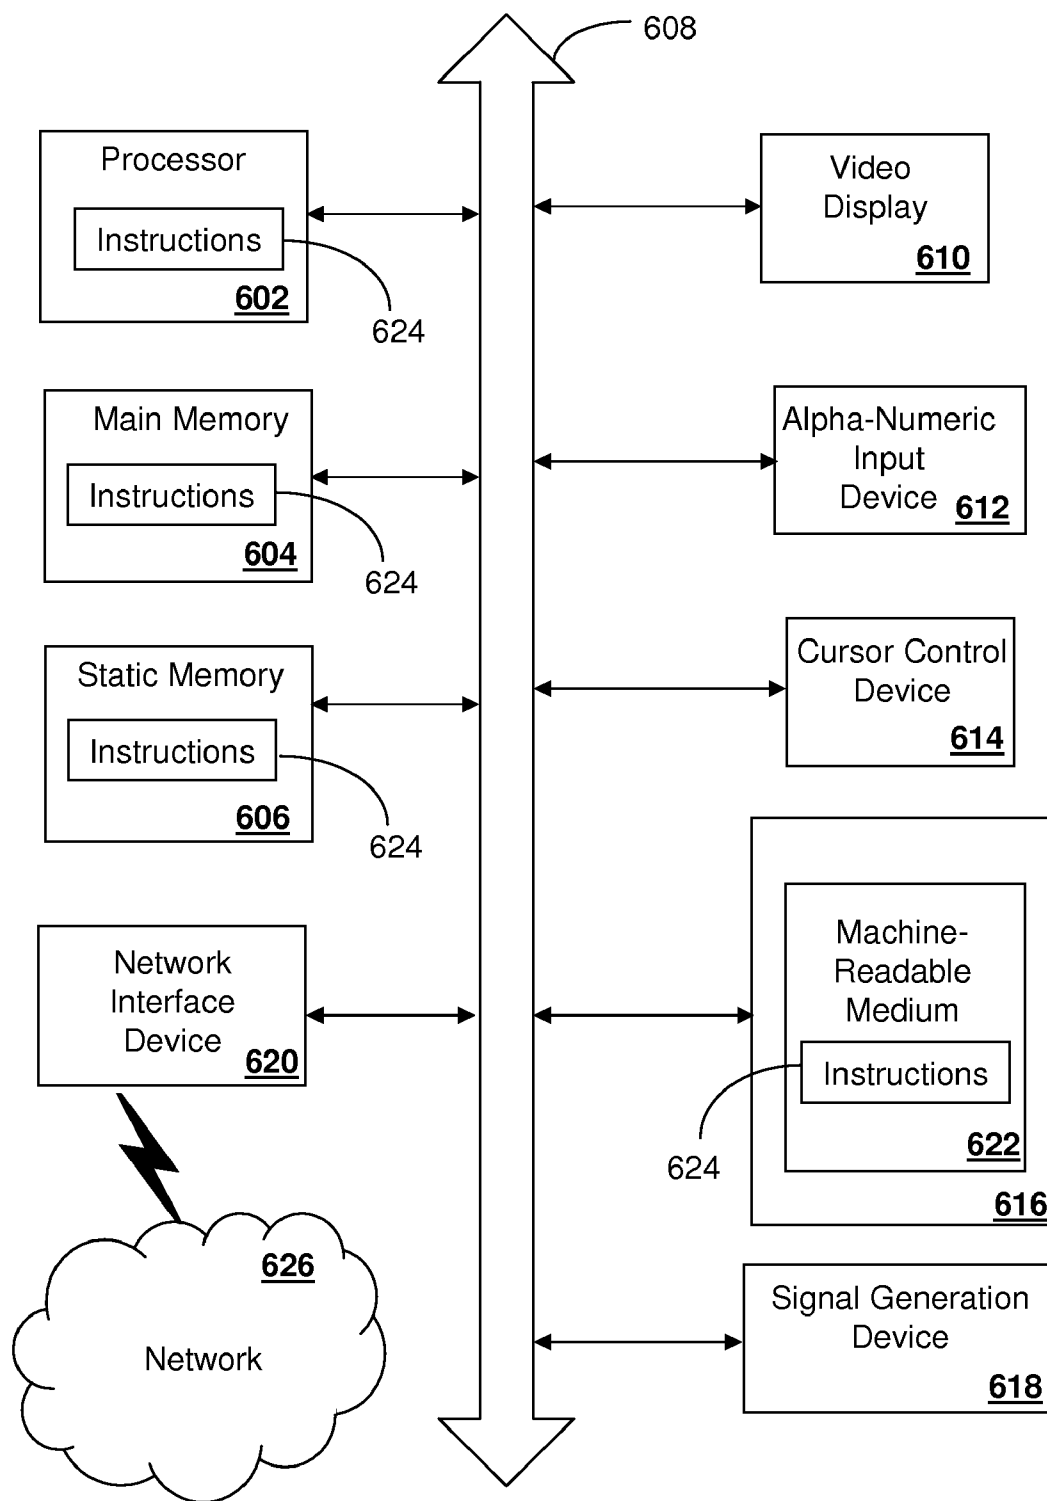 608
Processor
Instructions
602
624
Main Memory
Instructions
604
624
Static Memory
Instructions
606
624
Network
Interface
Device
620
626
Network
Video
Display
610
Alpha-Numeric
Input
Device
612
Cursor Control
Device
614
Machine-
Readable
Medium
Instructions
622
624
616
Signal Generation
Device
618